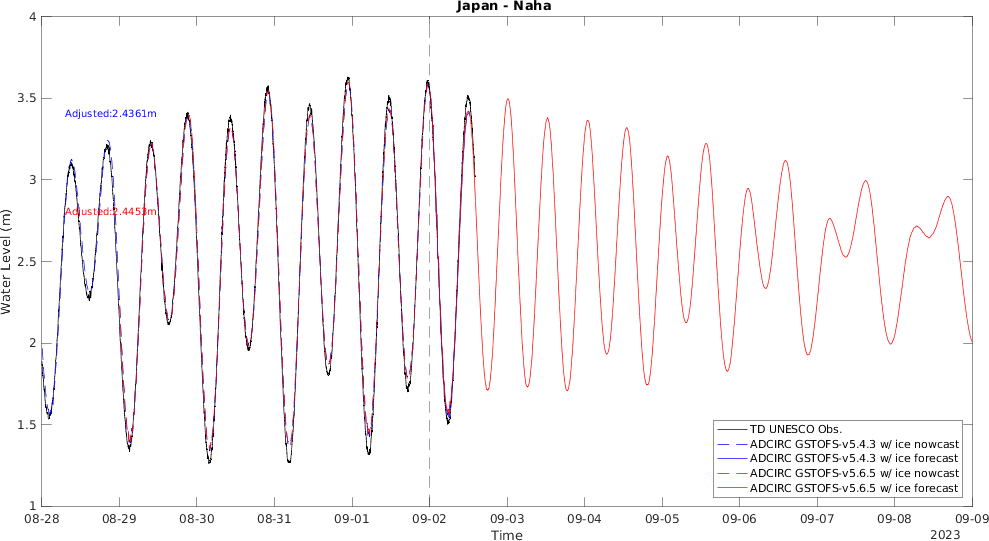 Japan - Naha
4
3.5
3
2.5
2
1.5
1
Water Level (m)
Adjusted:2.4361m
Adjusted:2.4453m
TD UNESCO Obs.
ADCIRC GSTOFS-v5.4.3 w/ ice nowcast
ADCIRC GSTOFS-v5.4.3 w/ ice forecast
ADCIRC GSTOFS-v5.6.5 w/ ice nowcast
ADCIRC GSTOFS-v5.6.5 w/ ice forecast
08-28 08-29 08-30 08-31 09-01 09-02 09-03 09-04 09-05 09-06 09-07 09-08 09-09
Time
2023